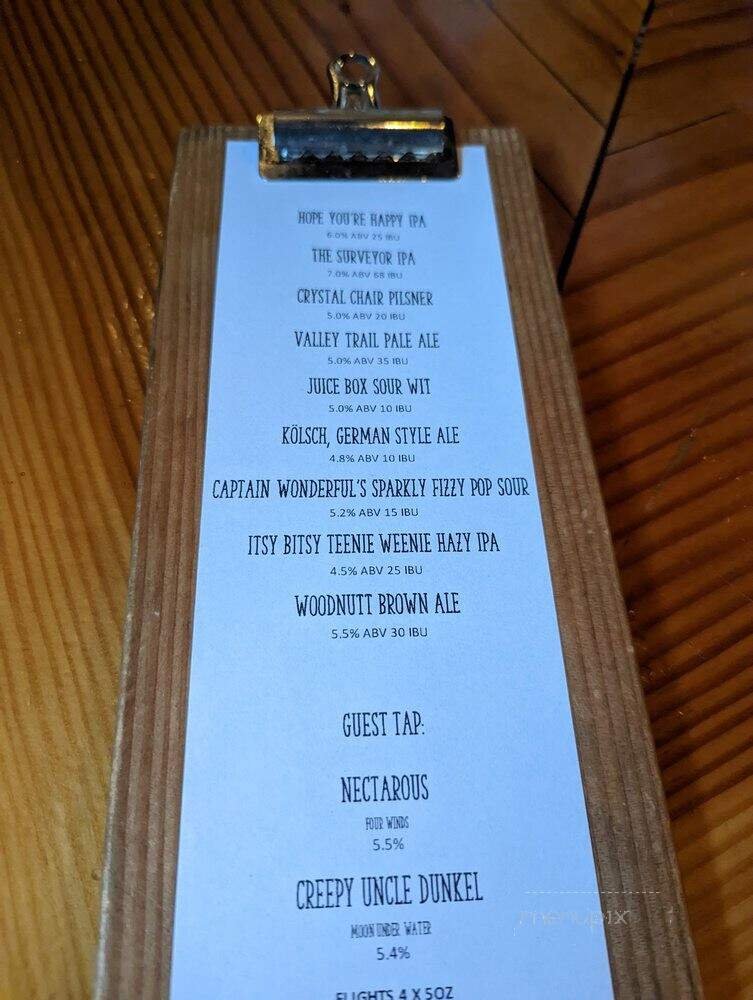 HOPE YOU'RE HAPPY IPA
6.0% ABV 25 IBU
THE SURVEYOR IPA
7.0% ABV 68 IBU
CRYSTAL CHAIR PILSNER
5.0% ABV 20 IBU
VALLEY TRAIL PALE ALE
5.0% ABV 35 IBU
JUICE BOX SOUR WIT
5.0% ABV 10 IBU
KÖLSCH, GERMAN STYLE ALE
4.8% ABV 10 IBU
CAPTAIN WONDERFUL'S SPARKLY FIZZY POP SOUR
5.2% ABV 15 IBU
ITSY BITSY TEENIE WEENIE HAZY IPA
4.5% ABV 25 IBU
WOODNUTT BROWN ALE
5.5% ABV 30 IBU
GUEST TAP:
NECTAROUS
FOUR WINDS
5.5%
CREEPY UNCLE DUNKEL
MOON UNDER WATER
5.4%
FLIGHTS 4 X 5OZ
menupix